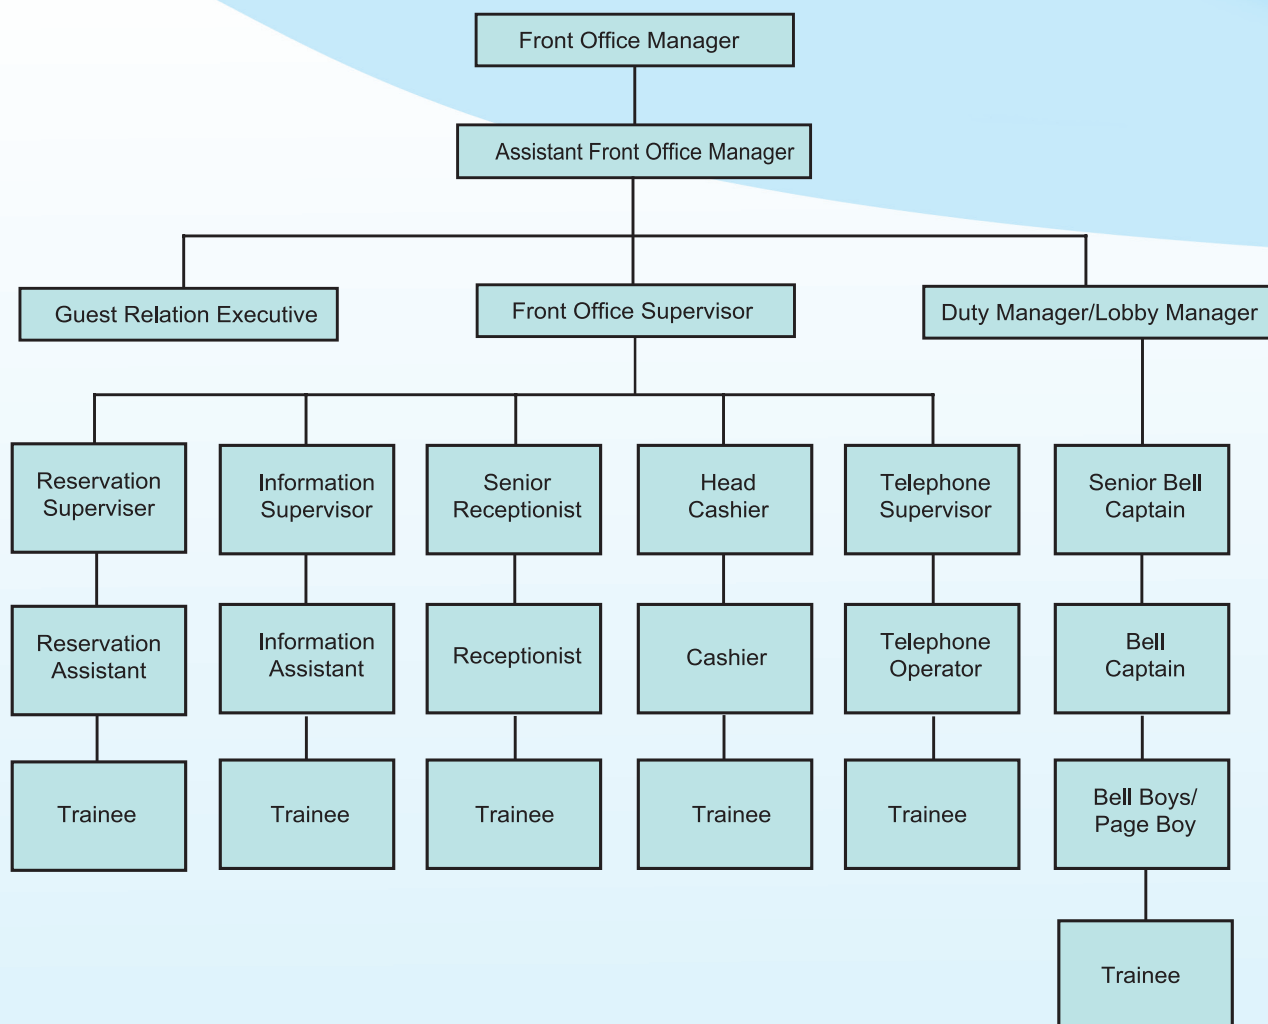 Front Office Manager
Assistant Front Office Manager
Guest Relation Executive
Front Office Supervisor
Duty Manager/Lobby Manager
Reservation
Superviser
Information
Supervisor
Senior
Receptionist
Head
Cashier
Telephone
Supervisor
Senior Bell
Captain
Reservation
Assistant
Information
Assistant
Receptionist
Cashier
Telephone
Operator
Bell
Captain
Trainee
Trainee
Trainee
Trainee
Trainee
Bell Boys/
Page Boy
Trainee